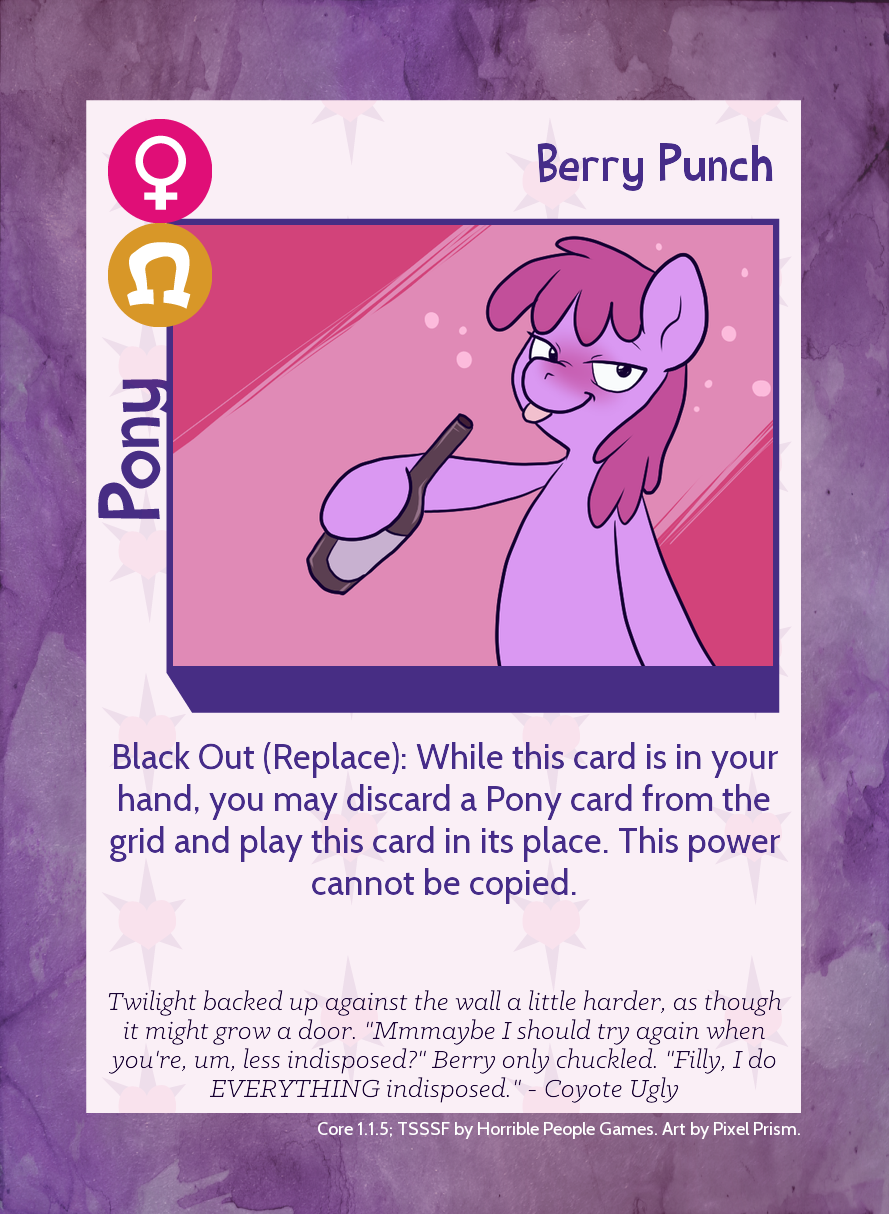 Berry Punch
Pony
Black Out (Replace): While this card is in your
hand, you may discard a Pony card from the
grid and play this card in its place. This power
cannot be copied.
Twilight backed up against the wall a little harder, as though
it might grow a door. "Mmmaybe I should try again when
you're, um, less indisposed?" Berry only chuckled. "Filly, I do
EVERYTHING indisposed." - Coyote Ugly
Core 1.1.5; TSSSF by Horrible People Games. Art by Pixel Prism.